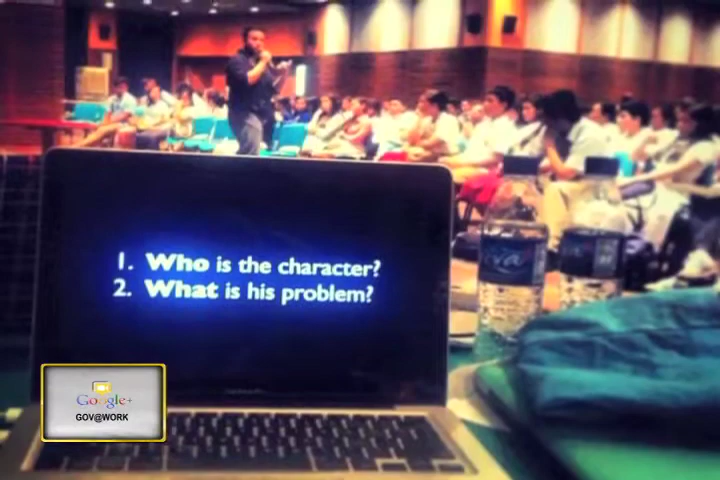 1. Who is the character?
2. What is his problem?
Google+
GOV@WORK